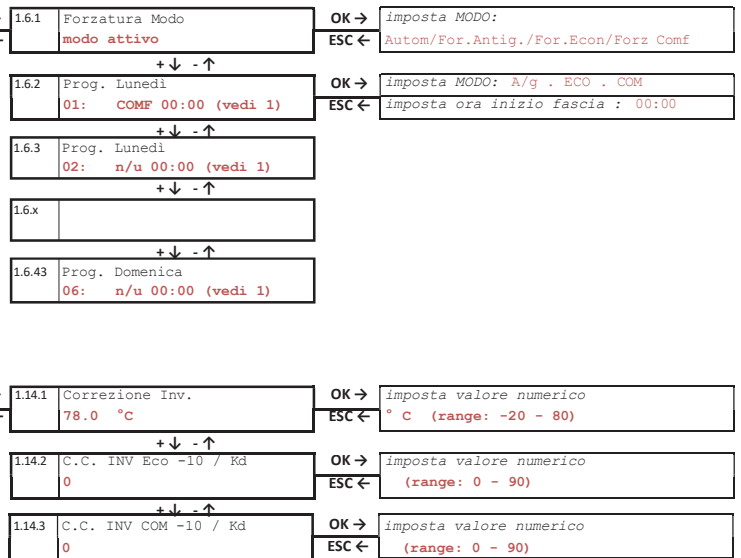 1.6.1 Forzatura Modo OK → imposta MODO:
modo attivo ESC ← Autom/For.Antig./For.Econ/Forz Comf
+↓ -↑
1.6.2 Prog. Lunedì OK → imposta MODO: A/g . ECO . COM
01: COMF 00:00 (vedi 1) ESC ← imposta ora inizio fascia : 00:00
+↓ -↑
1.6.3 Prog. Lunedì
02: n/u 00:00 (vedi 1)
+↓ -↑
1.6.x
+↓ -↑
1.6.43 Prog. Domenica
06: n/u 00:00 (vedi 1)
1.14.1 Correzione Inv. OK → imposta valore numerico
78.0 °C ESC ← ° C (range: -20 - 80)
+↓ -↑
1.14.2 C.C. INV Eco -10 / Kd OK → imposta valore numerico
0 ESC ← (range: 0 - 90)
+↓ -↑
1.14.3 C.C. INV COM -10 / Kd OK → imposta valore numerico
0 ESC ← (range: 0 - 90)